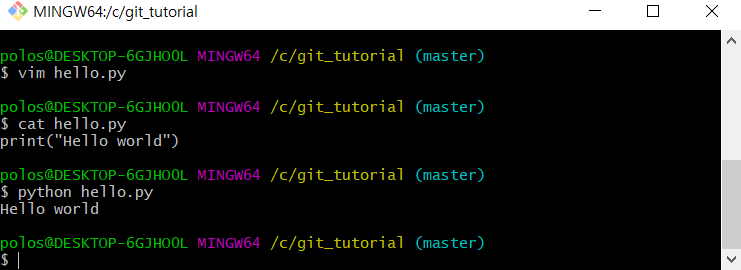 MINGW64:/c/git_tutorial
polos@DESKTOP-6GJHOOL MINGW64 /c/git_tutorial (master)
$ vim hello.py
polos@DESKTOP-6GJHOOL MINGW64 /c/git_tutorial (master)
$ cat hello.py
print("Hello world")
polos@DESKTOP-6GJHOOL MINGW64 /c/git_tutorial (master)
$ python hello.py
Hello world
polos@DESKTOP-6GJHOOL MINGW64 /c/git_tutorial (master)
$